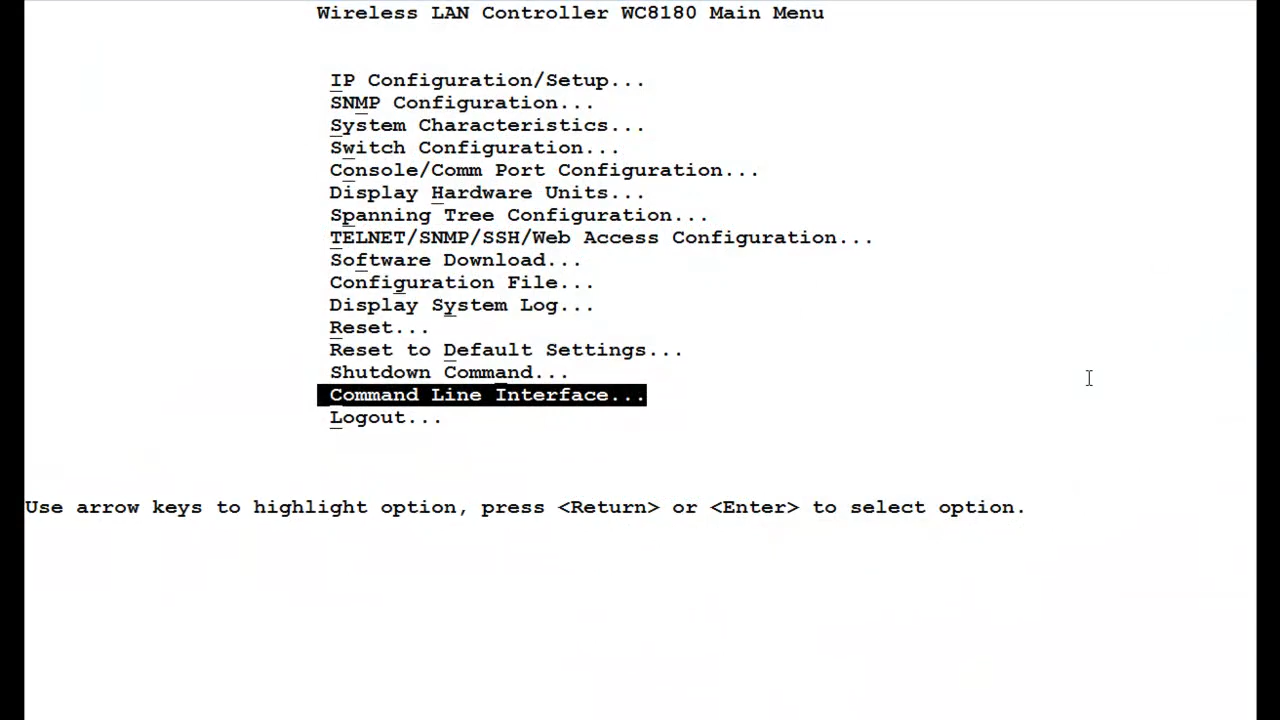 Wireless LAN Controller WC8180 Main Menu
IP Configuration/Setup...
SNMP Configuration...
System Characteristics...
Switch Configuration...
Console/Comm Port Configuration...
Display Hardware Units...
Spanning Tree Configuration...
TELNET/SNMP/SSH/Web Access Configuration...
Software Download...
Configuration File...
Display System Log...
Reset...
Reset to Default Settings...
Shutdown Command...
Command Line Interface...
Logout...
Use arrow keys to highlight option, press <Return> or <Enter> to select option.